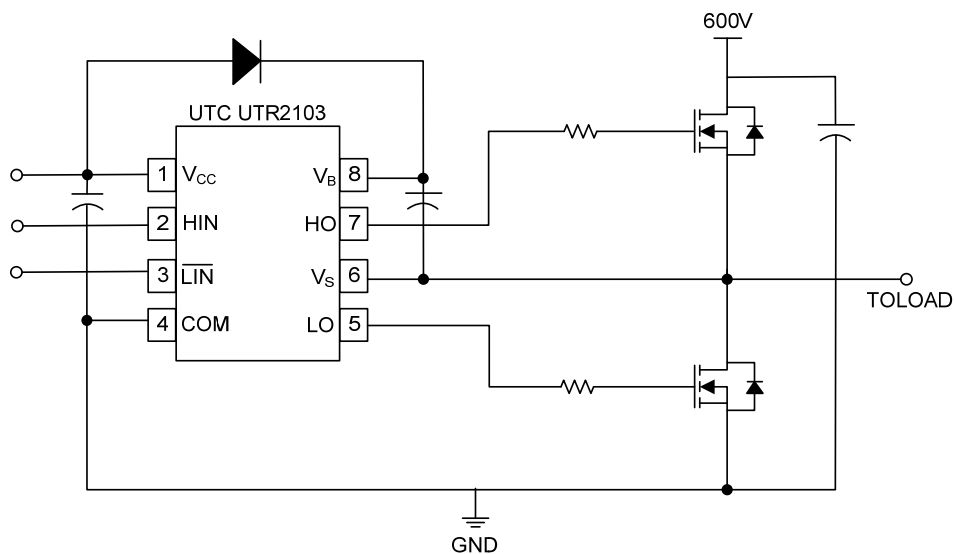 600V
UTC UTR2103
1 VCC
VB 8
2 HIN
HO 7
3 L̅I̅N̅
VS 6
TOLOAD
4 COM
LO 5
GND